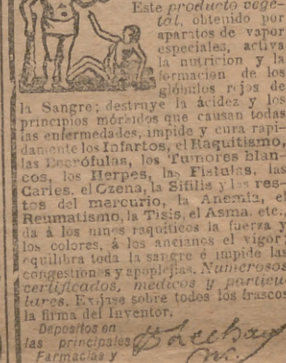 Este producto vege-
tal, obtenido por
aparatos de vapor
especiales, activa
la nutricion y la
formacion de los
glóbulos rojos de
la Sangre; destruye la ácidez y los
principios mórbidos que causan todas
las enfermedades, impide y cura rapi-
damente los Infartos, el Raquitismo,
las Escrófulas, los Tumores blan-
cos, los Herpes, las Fistulas, las
Caries, el Ozena, la Sifilis y las res-
tos del mercurio, la Anemia, el
Reumatismo, la Tisis, el Asma. etc..
da á los niños raquiticos la fuerza y
los colores, á los ancianos el vigor;
equilibra toda la sangre é impide las
congestiones y apoplejias. Numerosos
certificados, médicos y particu-
lares. Exijase sobre todos los frascos
la firma del Inventor.
Depositos en
las principales
Farmacias y